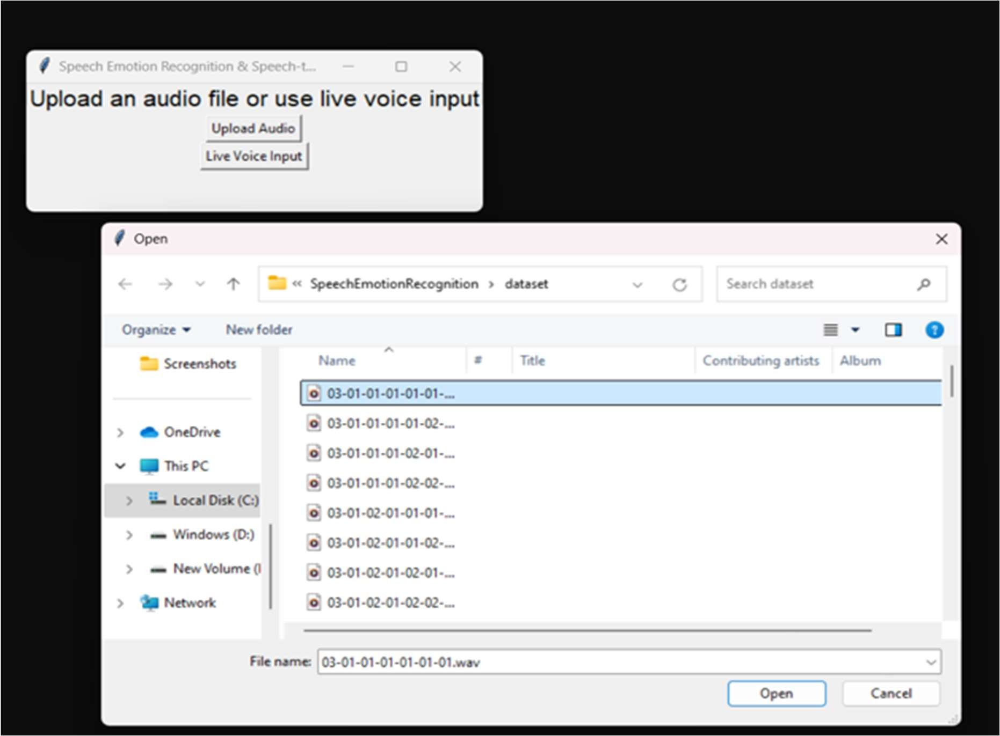 Speech Emotion Recognition & Speech-t...
Upload an audio file or use live voice input
Upload Audio
Live Voice Input
Open
« SpeechEmotionRecognition > dataset
Search dataset
Organize
New folder
Name # Title Contributing artists Album
Screenshots
OneDrive
This PC
Local Disk (C:)
Windows (D:)
New Volume (
Network
03-01-01-01-01-01-...
03-01-01-01-01-02-...
03-01-01-01-02-01-...
03-01-01-01-02-02-...
03-01-02-01-01-01-...
03-01-02-01-01-02-...
03-01-02-01-02-01-...
03-01-02-01-02-02-...
File name: 03-01-01-01-01-01-01.wav
Open Cancel